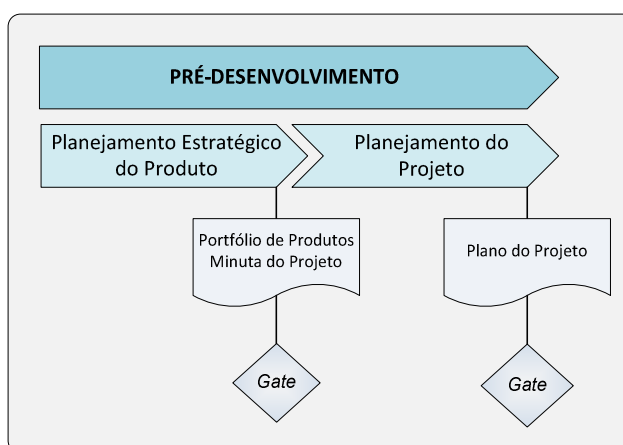 PRÉ-DESENVOLVIMENTO
Planejamento Estratégico
do Produto
Planejamento do
Projeto
Portfólio de Produtos
Minuta do Projeto
Plano do Projeto
Gate
Gate